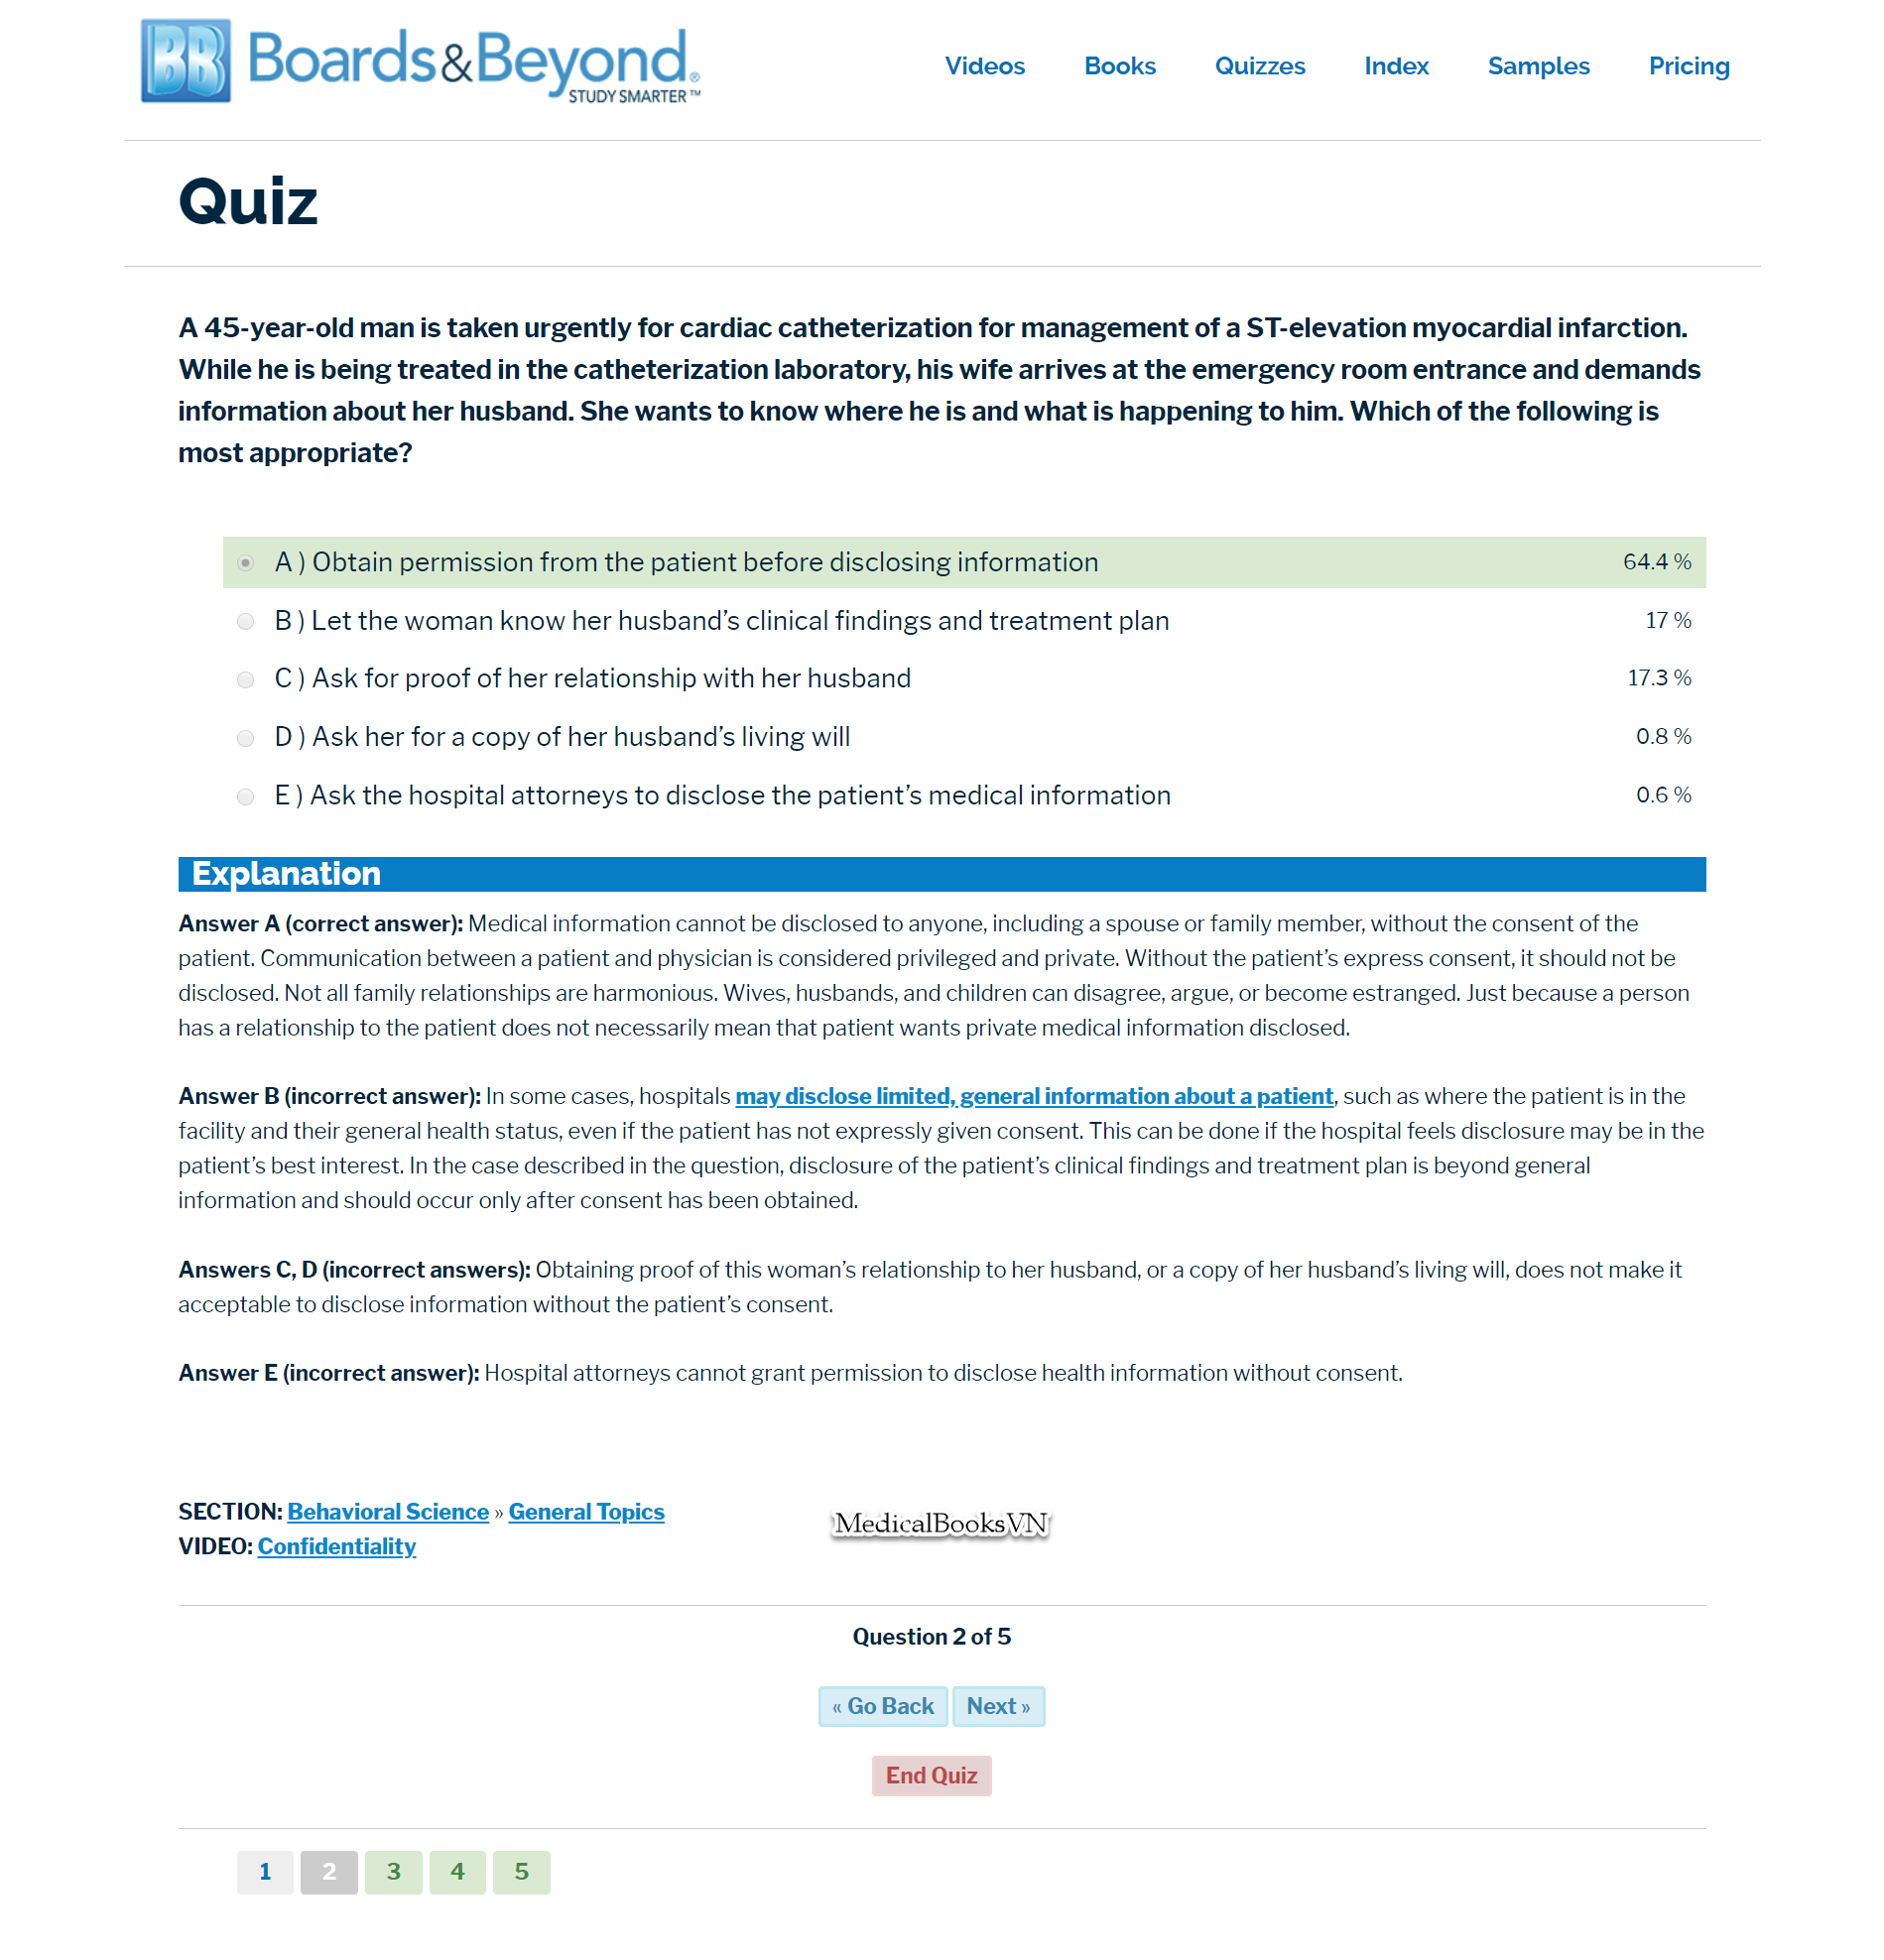 BB Boards&Beyond®
STUDY SMARTER™
Videos Books Quizzes Index Samples Pricing
Quiz
A 45-year-old man is taken urgently for cardiac catheterization for management of a ST-elevation myocardial infarction.
While he is being treated in the catheterization laboratory, his wife arrives at the emergency room entrance and demands
information about her husband. She wants to know where he is and what is happening to him. Which of the following is
most appropriate?
A ) Obtain permission from the patient before disclosing information 64.4 %
B ) Let the woman know her husband’s clinical findings and treatment plan 17 %
C ) Ask for proof of her relationship with her husband 17.3 %
D ) Ask her for a copy of her husband’s living will 0.8 %
E ) Ask the hospital attorneys to disclose the patient’s medical information 0.6 %
Explanation
Answer A (correct answer): Medical information cannot be disclosed to anyone, including a spouse or family member, without the consent of the
patient. Communication between a patient and physician is considered privileged and private. Without the patient’s express consent, it should not be
disclosed. Not all family relationships are harmonious. Wives, husbands, and children can disagree, argue, or become estranged. Just because a person
has a relationship to the patient does not necessarily mean that patient wants private medical information disclosed.
Answer B (incorrect answer): In some cases, hospitals may disclose limited, general information about a patient, such as where the patient is in the
facility and their general health status, even if the patient has not expressly given consent. This can be done if the hospital feels disclosure may be in the
patient’s best interest. In the case described in the question, disclosure of the patient’s clinical findings and treatment plan is beyond general
information and should occur only after consent has been obtained.
Answers C, D (incorrect answers): Obtaining proof of this woman’s relationship to her husband, or a copy of her husband’s living will, does not make it
acceptable to disclose information without the patient’s consent.
Answer E (incorrect answer): Hospital attorneys cannot grant permission to disclose health information without consent.
SECTION: Behavioral Science » General Topics
VIDEO: Confidentiality
MedicalBooksVN
Question 2 of 5
« Go Back Next »
End Quiz
1 2 3 4 5